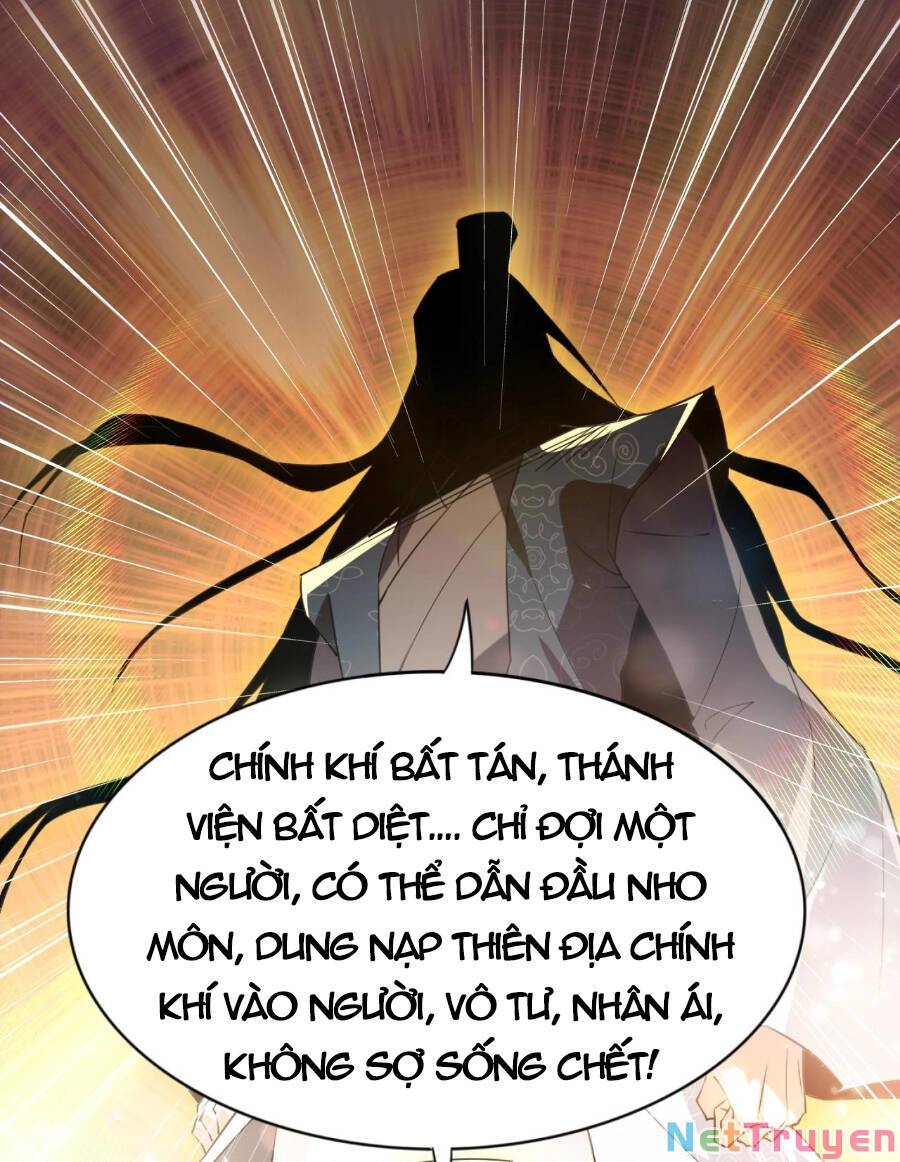 CHÍNH KHÍ BẤT TÁN, THÁNH
VIỆN BẤT DIỆT.... CHỈ ĐỢI MỘT
NGƯỜI, CÓ THỂ DẪN ĐẦU NHO
MÔN, DUNG NẠP THIÊN ĐỊA CHÍNH
KHÍ VÀO NGƯỜI, VÔ TƯ, NHÂN ÁI,
KHÔNG SỢ SỐNG CHẾT!
NetTruyen